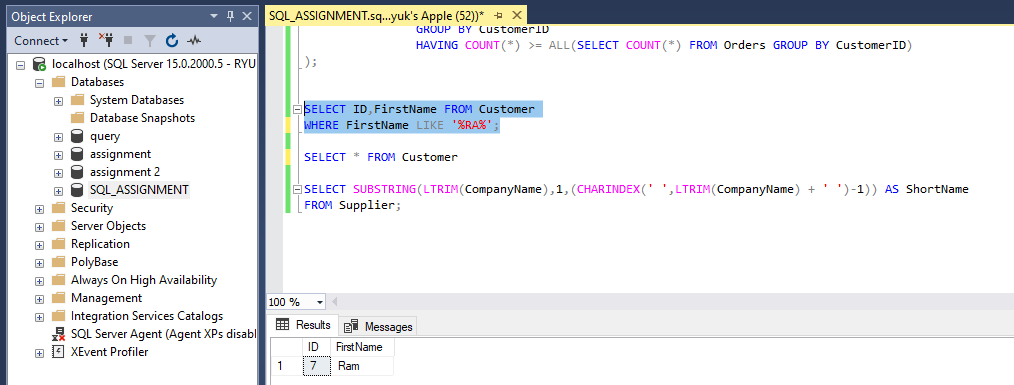 Object Explorer
Connect
localhost (SQL Server 15.0.2000.5 - RYU
Databases
System Databases
Database Snapshots
query
assignment
assignment 2
SQL_ASSIGNMENT
Security
Server Objects
Replication
PolyBase
Always On High Availability
Management
Integration Services Catalogs
SQL Server Agent (Agent XPs disabl
XEvent Profiler
SQL_ASSIGNMENT.sq...yuk's Apple (52))*
GROUP BY CustomerID
HAVING COUNT(*) >= ALL(SELECT COUNT(*) FROM Orders GROUP BY CustomerID)
);
SELECT ID,FirstName FROM Customer
WHERE FirstName LIKE '%RA%';
SELECT * FROM Customer
SELECT SUBSTRING(LTRIM(CompanyName),1,(CHARINDEX(' ',LTRIM(CompanyName) + ' ')-1)) AS ShortName
FROM Supplier;
100 %
Results Messages
ID FirstName
1 7 Ram